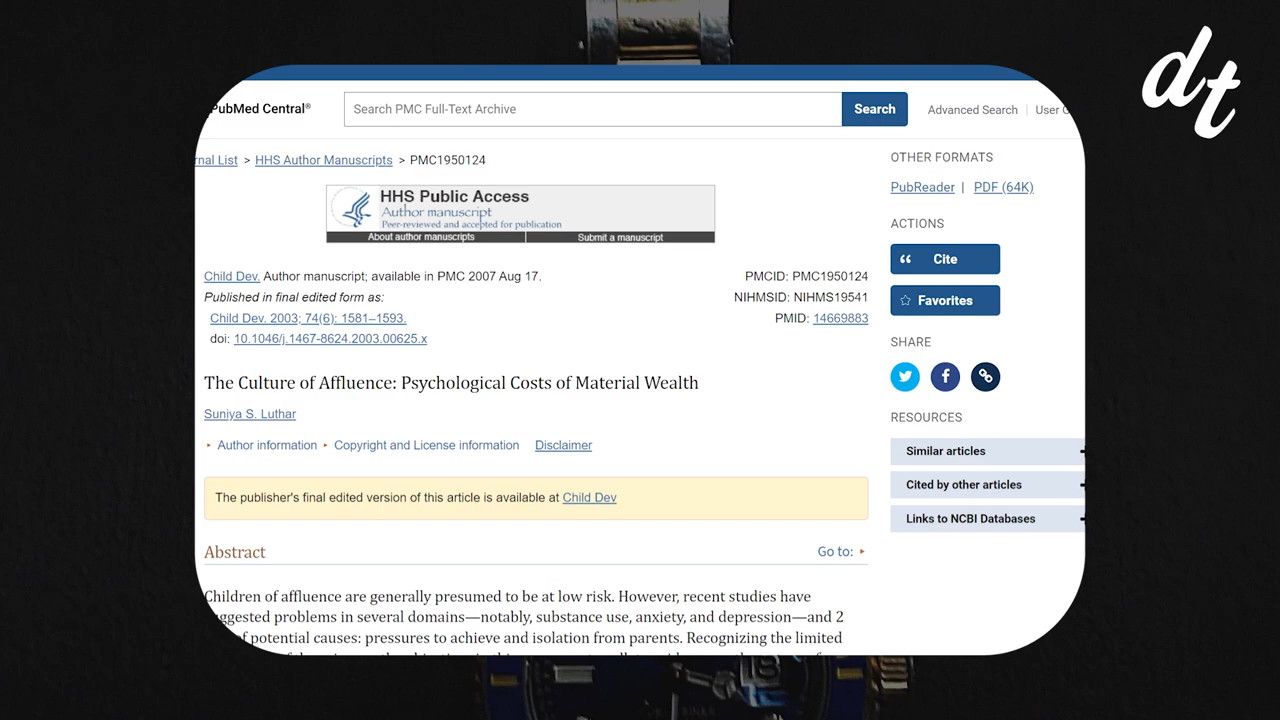 dt
PubMed Central®
Search PMC Full-Text Archive
Search
Advanced Search
User
rnal List > HHS Author Manuscripts > PMC1950124
HHS Public Access
Author manuscript
Peer-reviewed and accepted for publication
About author manuscripts
Submit a manuscript
Child Dev. Author manuscript; available in PMC 2007 Aug 17.
Published in final edited form as:
Child Dev. 2003; 74(6): 1581–1593.
doi: 10.1046/j.1467-8624.2003.00625.x
PMCID: PMC1950124
NIHMSID: NIHMS19541
PMID: 14669883
The Culture of Affluence: Psychological Costs of Material Wealth
Suniya S. Luthar
Author information
Copyright and License information
Disclaimer
The publisher's final edited version of this article is available at Child Dev
Abstract
Go to:
Children of affluence are generally presumed to be at low risk. However, recent studies have
suggested problems in several domains—notably, substance use, anxiety, and depression—and 2
of potential causes: pressures to achieve and isolation from parents. Recognizing the limited
OTHER FORMATS
PubReader | PDF (64K)
ACTIONS
Cite
Favorites
SHARE
RESOURCES
Similar articles
Cited by other articles
Links to NCBI Databases